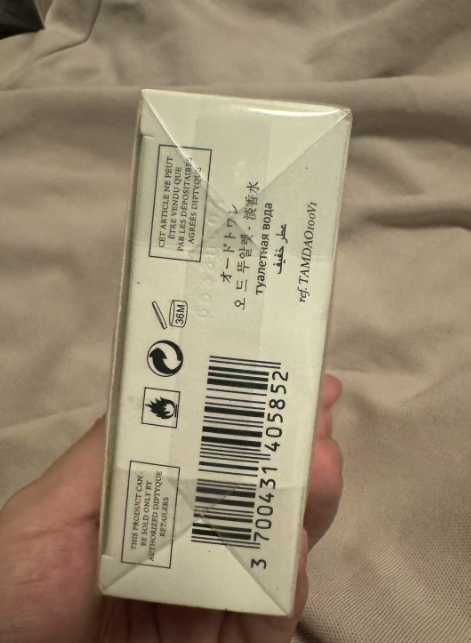 CET ARTICLE NE PEUT
ÊTRE VENDU QUE
PAR LES DÉPOSITAIRES
AGRÉÉS DIPTYQUE
オードトワレ
오 드 뚜왈렛 - 淡香水
туалетная вода
عطر خفيف
ref. TAMDAO100V1
36M
THIS PRODUCT CAN
BE SOLD ONLY BY
AUTHORIZED DIPTYQUE
RETAILERS
3 700431 405852